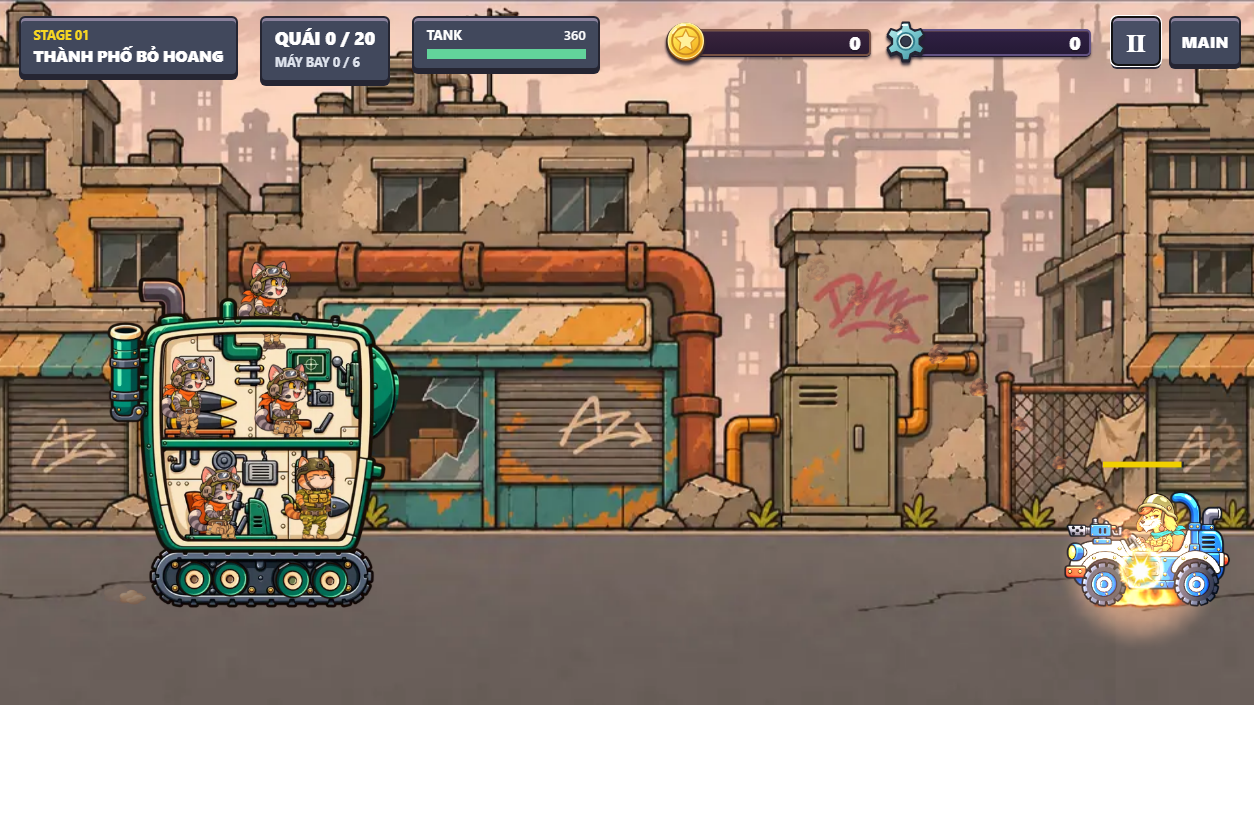 STAGE 01
THÀNH PHỐ BỎ HOANG
QUÁI 0 / 20
MÁY BAY 0 / 6
TANK 360
0
0
II
MAIN